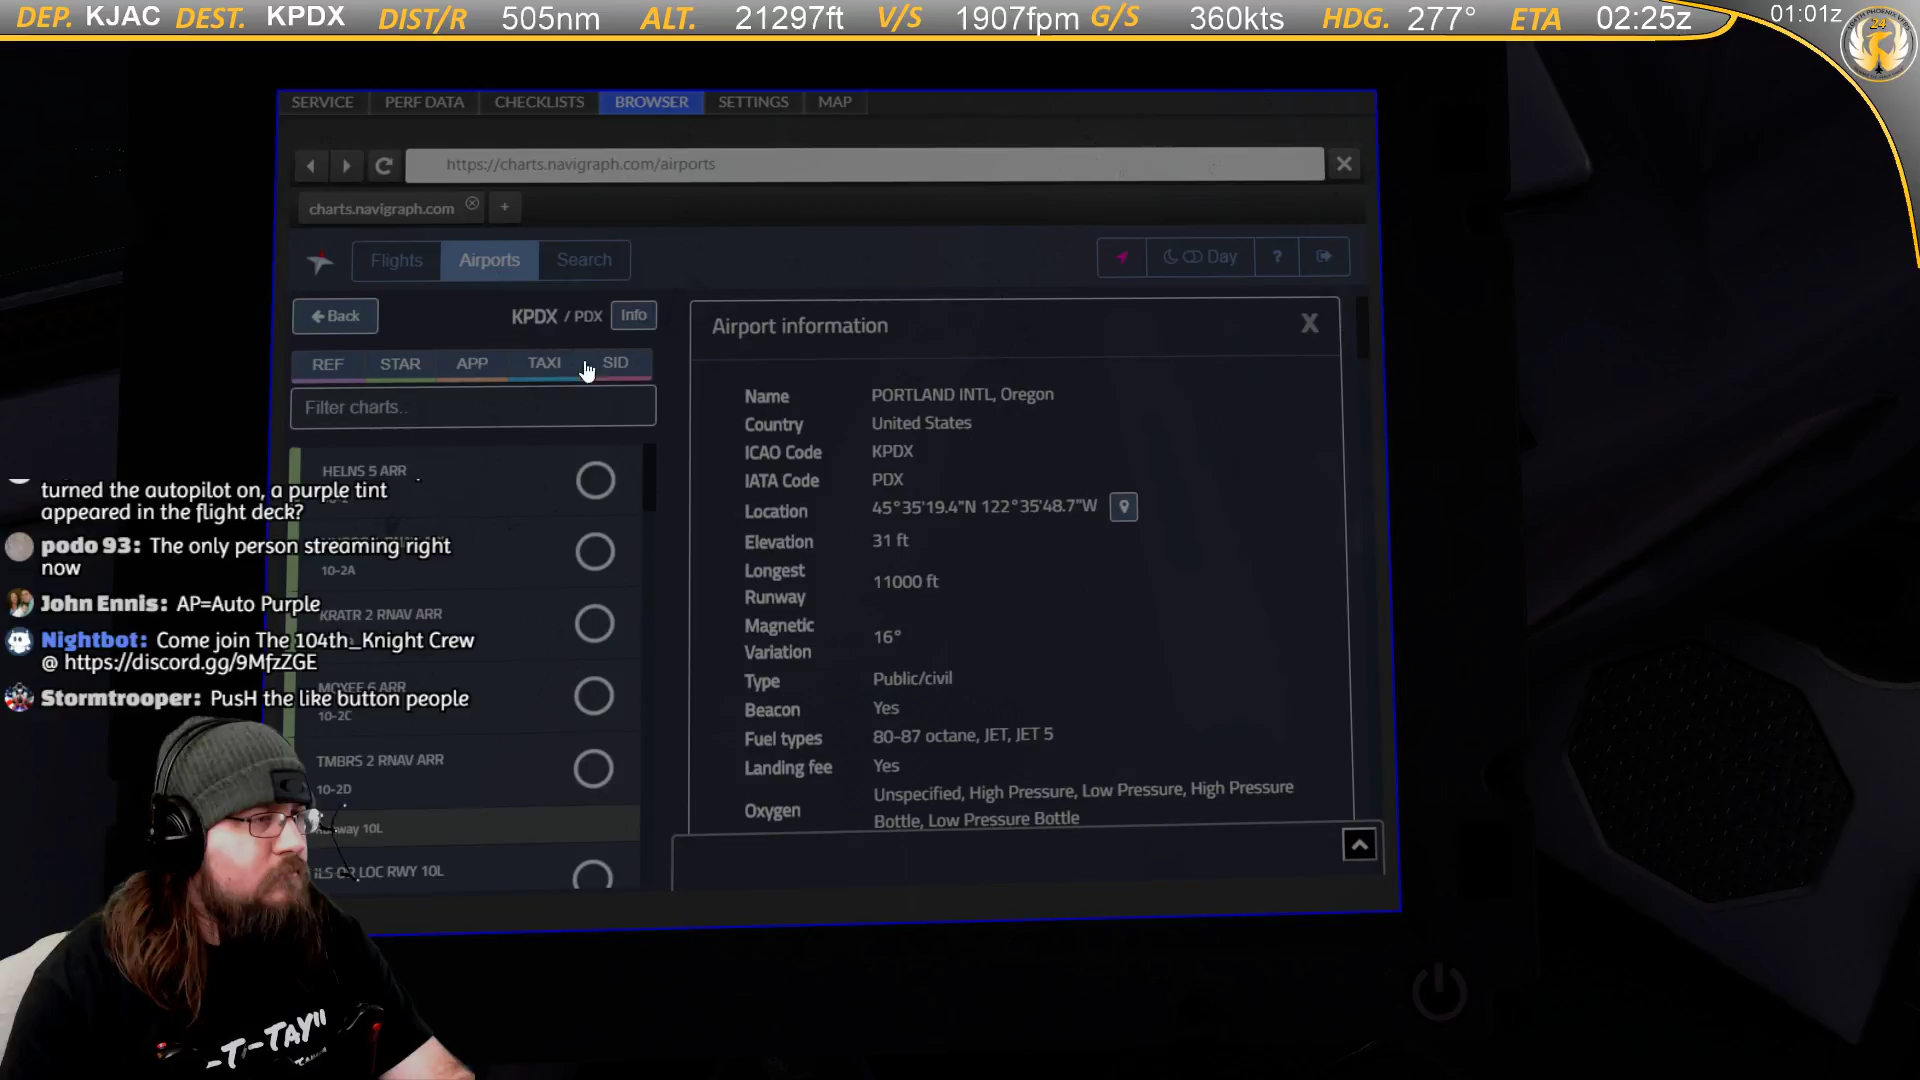 DEP. KJAC DEST. KPDX DIST/R 505nm ALT. 21297ft V/S 1907fpm G/S 360kts HDG. 277° ETA 02:25z 01:01z
24
SERVICE PERF DATA CHECKLISTS BROWSER SETTINGS MAP
https://charts.navigraph.com/airports
charts.navigraph.com +
Flights Airports Search Day ?
Back KPDX / PDX Info
REF STAR APP TAXI SID
Filter charts..
HELNS 5 ARR
10-2A
KRATR 2 RNAV ARR
MOXEE 6 ARR
10-2C
TMBRS 2 RNAV ARR
10-2D
way 10L
ILS OR LOC RWY 10L
Airport information X
Name PORTLAND INTL, Oregon
Country United States
ICAO Code KPDX
IATA Code PDX
Location 45°35'19.4"N 122°35'48.7"W
Elevation 31 ft
Longest Runway 11000 ft
Magnetic Variation 16°
Type Public/civil
Beacon Yes
Fuel types 80-87 octane, JET, JET 5
Landing fee Yes
Oxygen Unspecified, High Pressure, Low Pressure, High Pressure
Bottle, Low Pressure Bottle
turned the autopilot on, a purple tint
appeared in the flight deck?
podo 93: The only person streaming right
now
John Ennis: AP=Auto Purple
Nightbot: Come join The 104th_Knight Crew
@ https://discord.gg/9MfzZGE
Stormtrooper: PusH the like button people
-T-TAY"